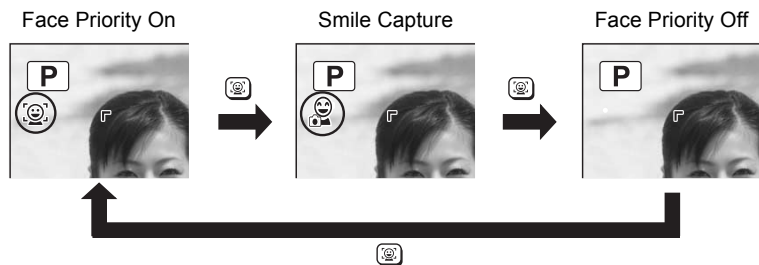 Face Priority On
Smile Capture
Face Priority Off
P
P
P